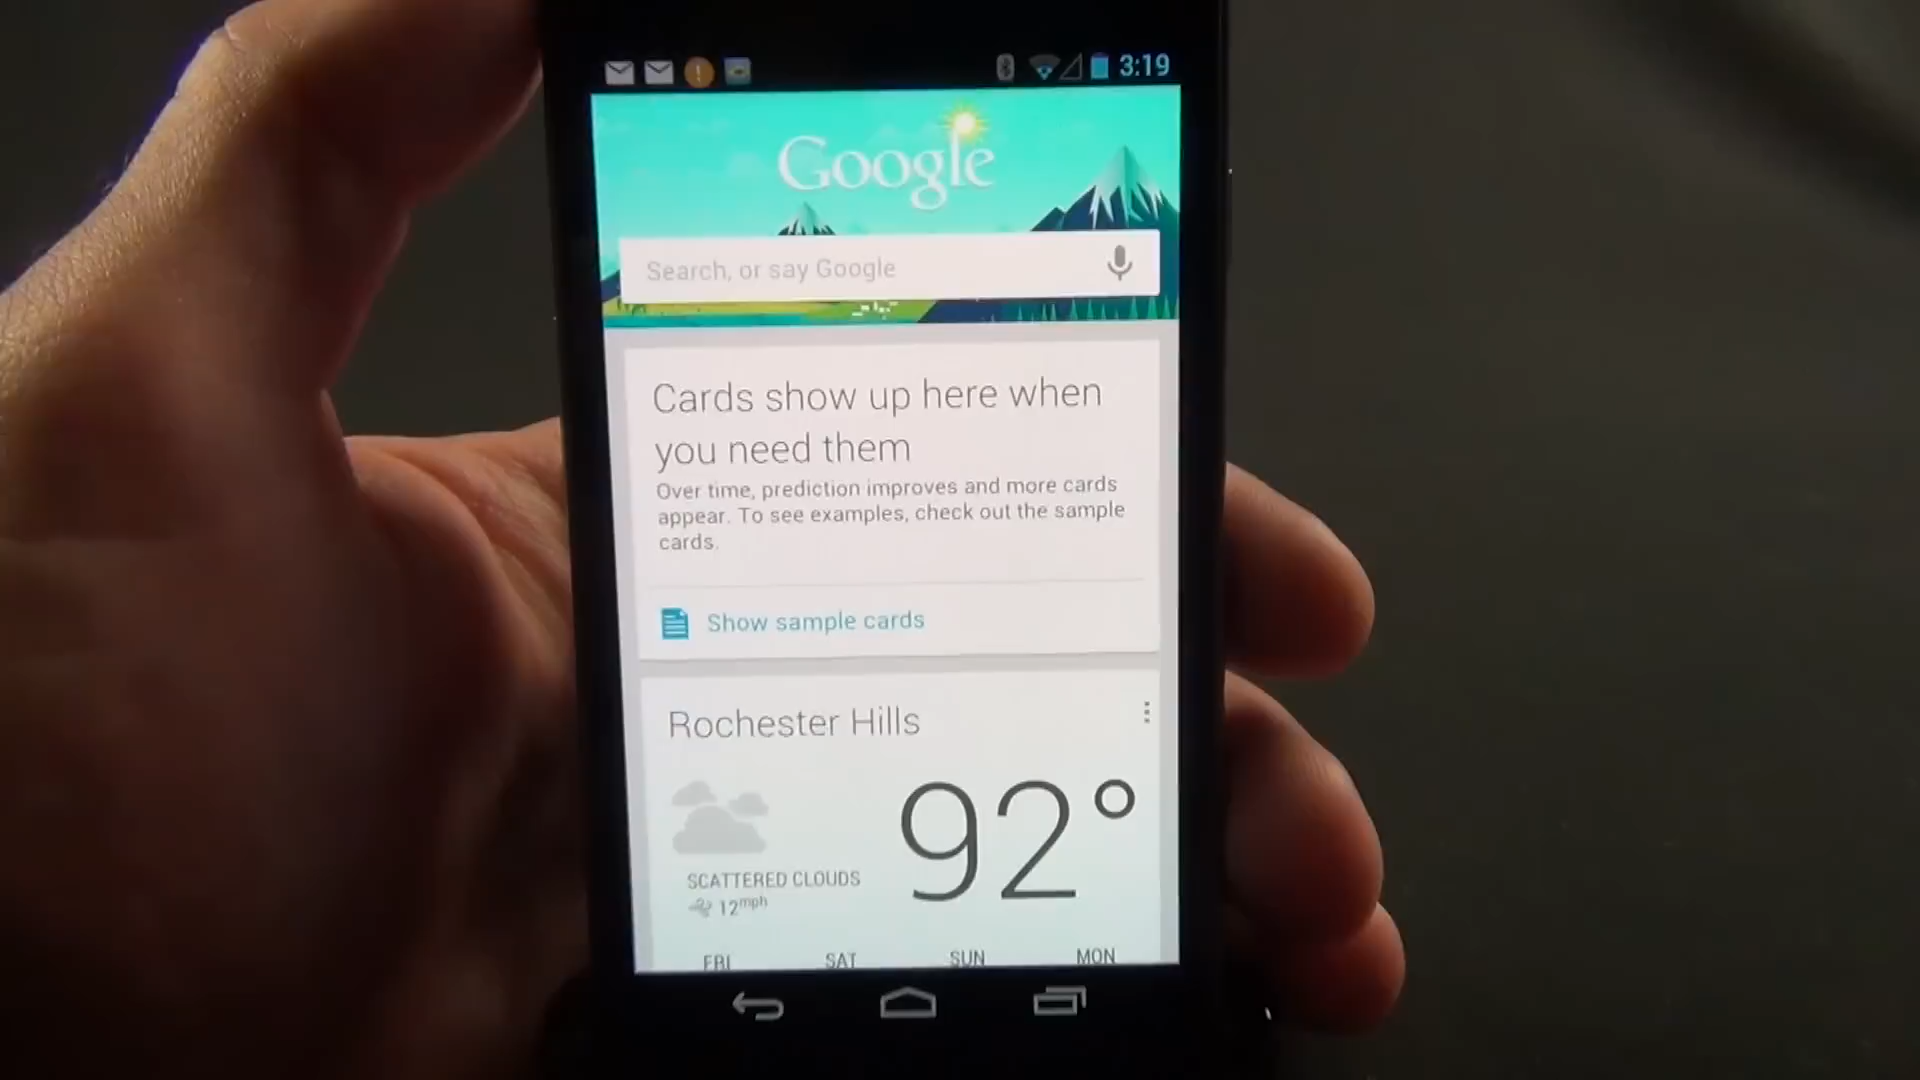 3:19
Google
Search, or say Google
Cards show up here when
you need them
Over time, prediction improves and more cards
appear. To see examples, check out the sample
cards.
Show sample cards
Rochester Hills
92°
SCATTERED CLOUDS
12mph
FRI SAT SUN MON